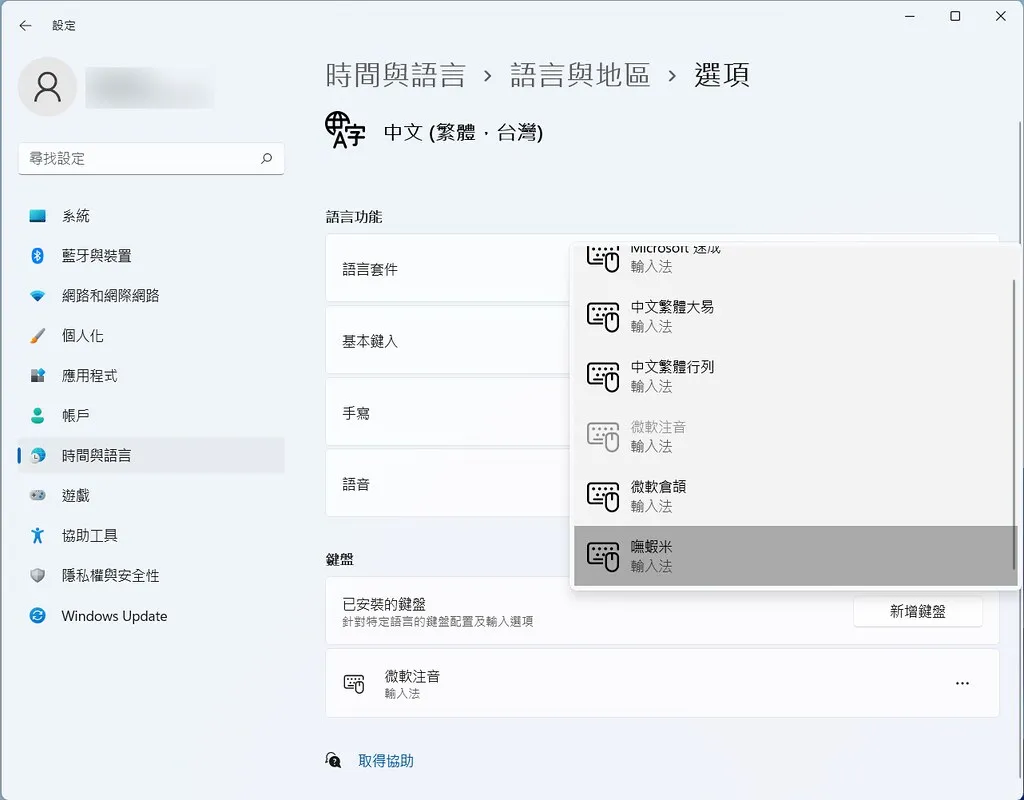 設定
時間與語言 › 語言與地區 › 選項
中文 (繁體，台灣)
尋找設定
系統
藍牙與裝置
網路和網際網路
個人化
應用程式
帳戶
時間與語言
遊戲
協助工具
隱私權與安全性
Windows Update
語言功能
語言套件
基本鍵入
手寫
語音
Microsoft 速成
輸入法
中文繁體大易
輸入法
中文繁體行列
輸入法
微軟注音
輸入法
微軟倉頡
輸入法
嘸蝦米
輸入法
鍵盤
已安裝的鍵盤
針對特定語言的鍵盤配置及輸入選項
新增鍵盤
微軟注音
輸入法
取得協助